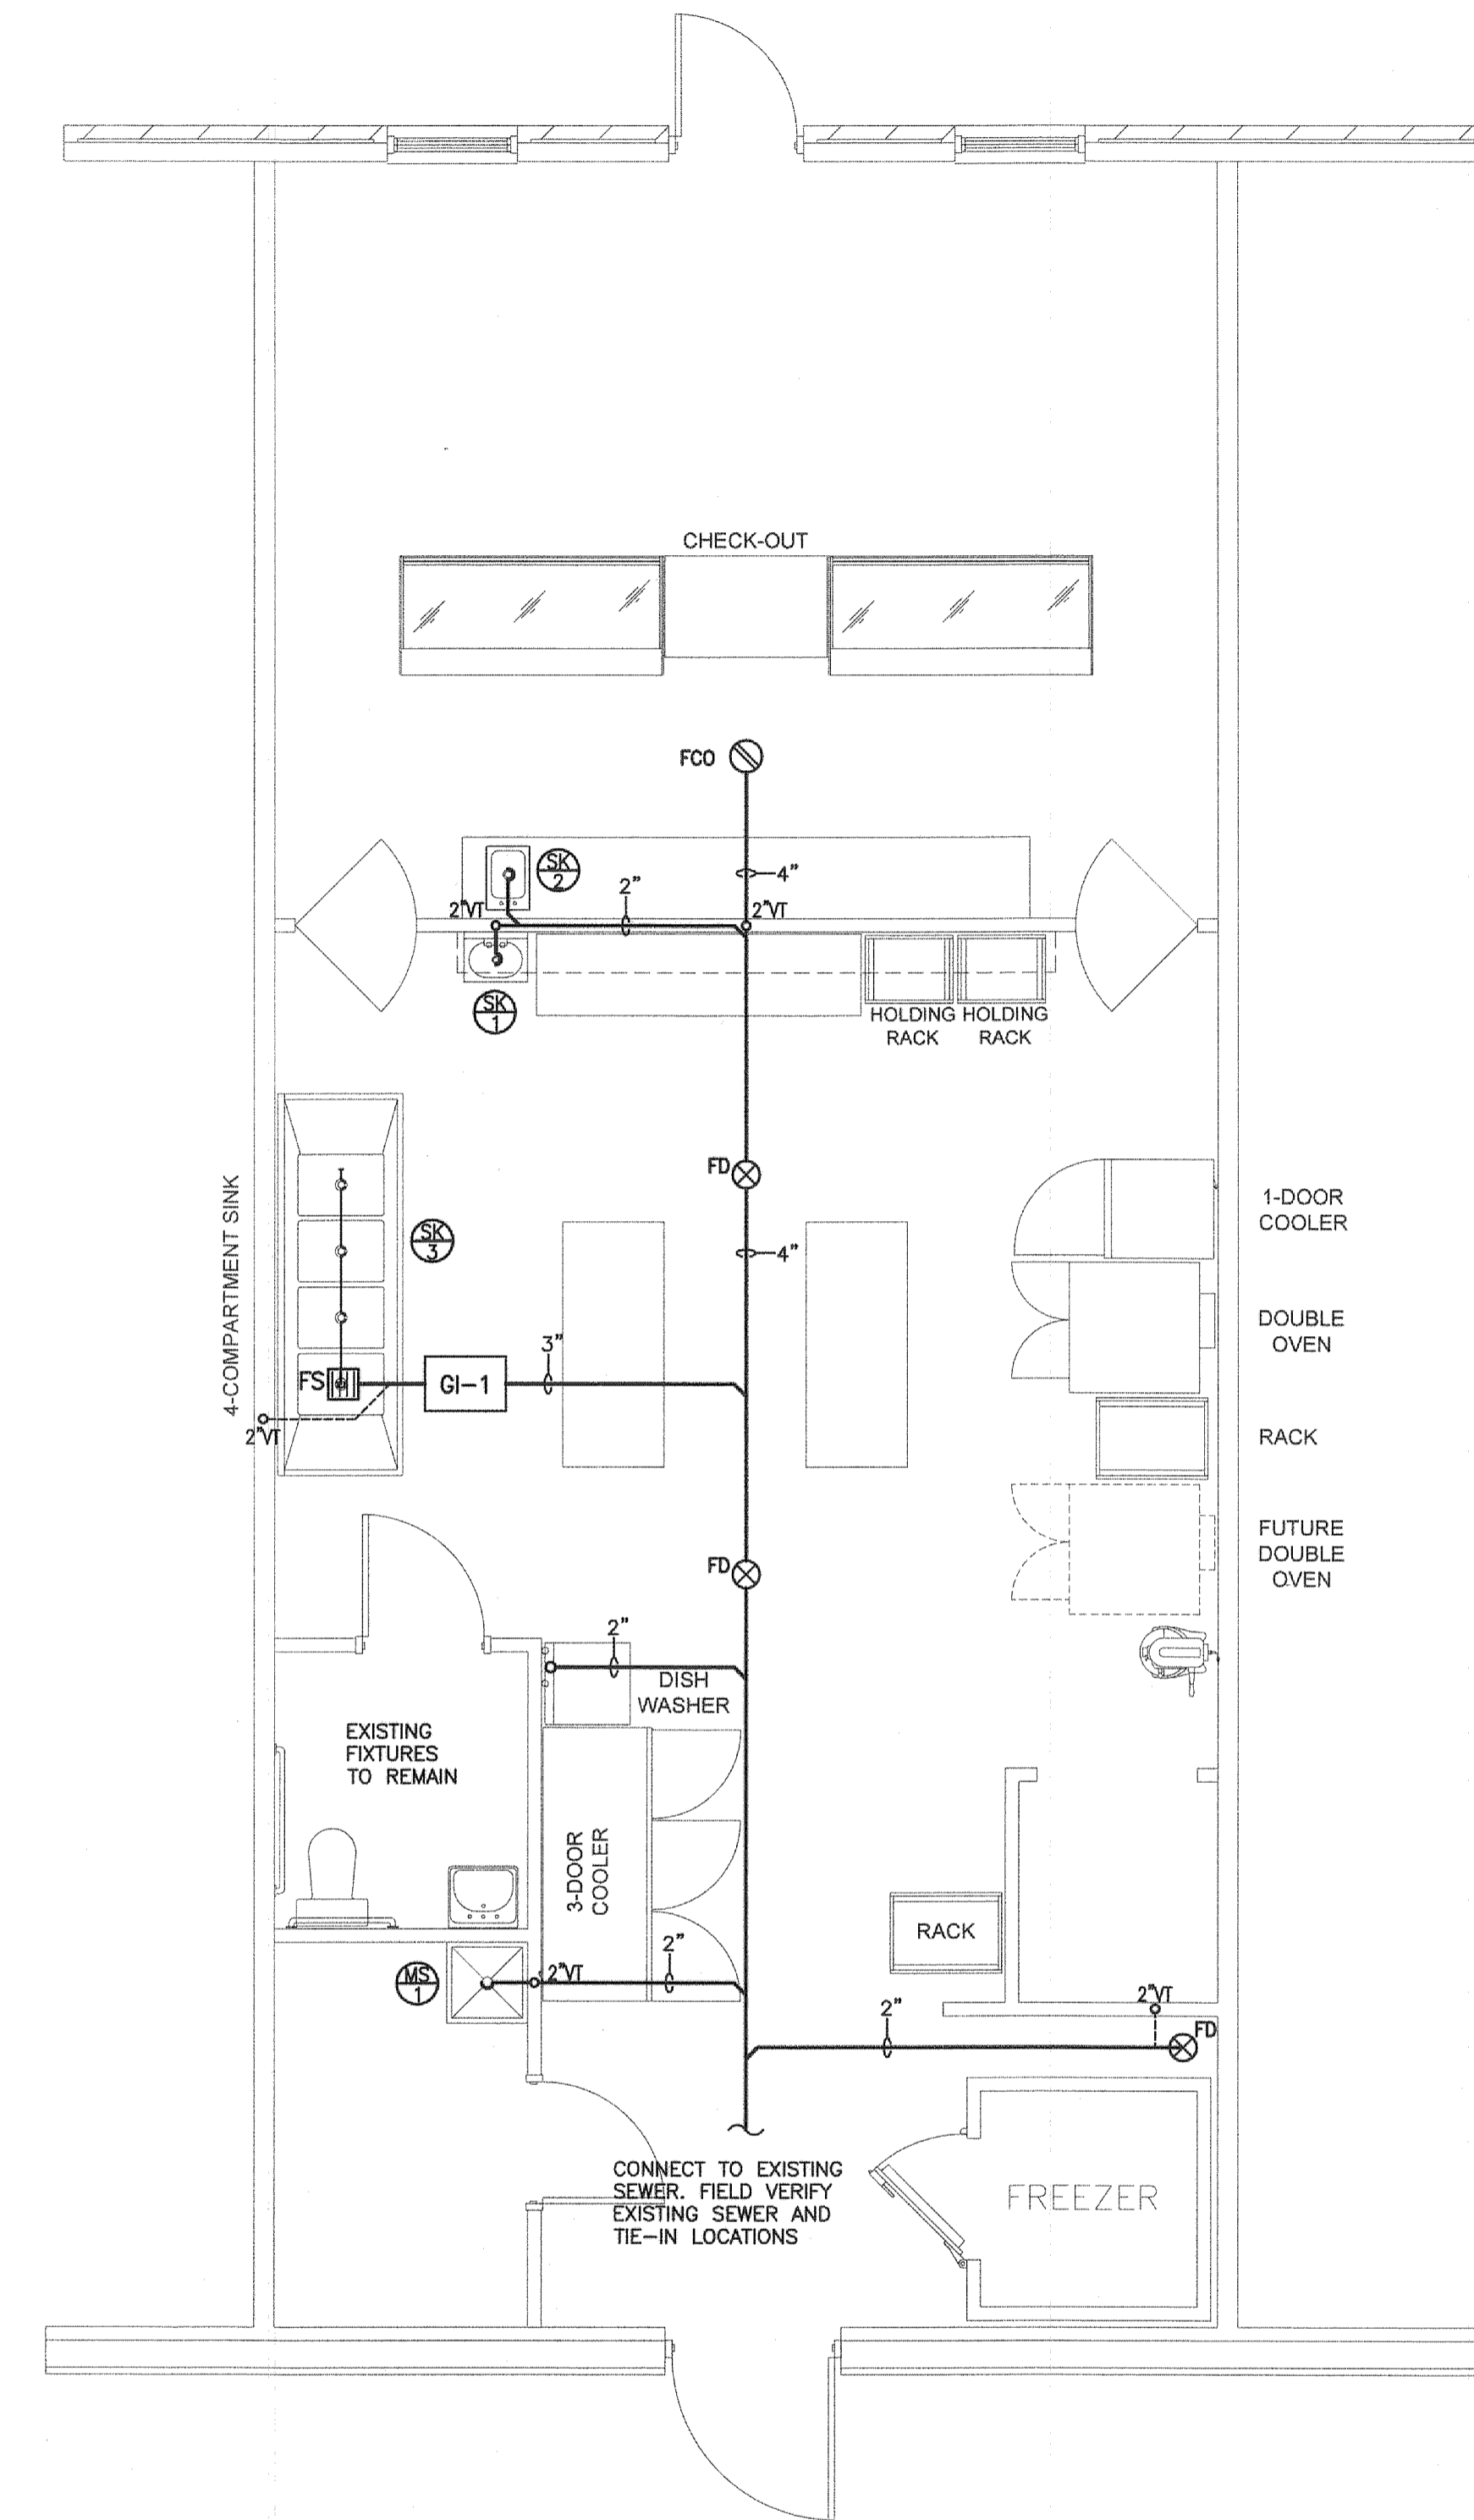 CHECK-OUT
FCO
4"
SK
2
2"
2"VT
2"VT
SK
1
HOLDING
RACK
HOLDING
RACK
FD
4-COMPARTMENT SINK
SK
3
4"
1-DOOR
COOLER
DOUBLE
OVEN
3"
FS
GI-1
2"VT
RACK
FUTURE
DOUBLE
OVEN
FD
2"
DISH
WASHER
EXISTING
FIXTURES
TO REMAIN
3-DOOR
COOLER
RACK
MS
1
2"VT
2"
2"
2"VT
FD
CONNECT TO EXISTING
SEWER. FIELD VERIFY
EXISTING SEWER AND
TIE-IN LOCATIONS
FREEZER